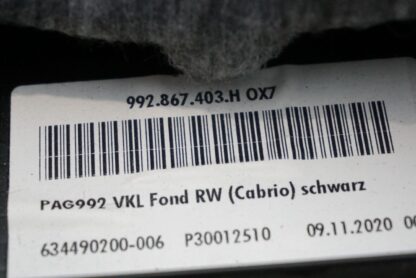 992.867.403.H OX7
PAG992 VKL Fond RW (Cabrio) schwarz
634490200-006 P30012510 09.11.2020